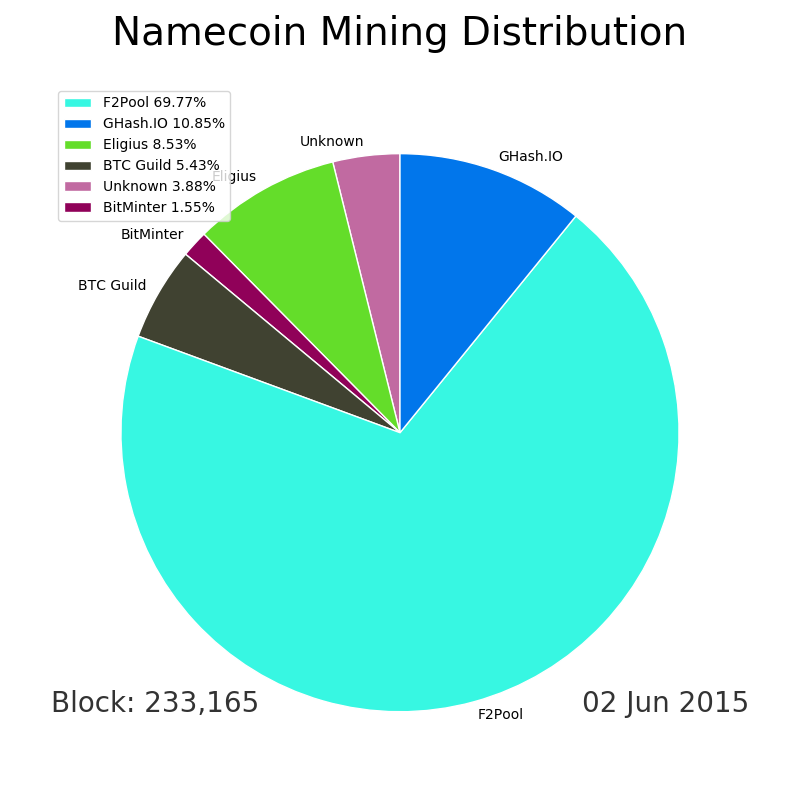 Namecoin Mining Distribution
F2Pool 69.77%
GHash.IO 10.85%
Eligius 8.53%
BTC Guild 5.43%
Unknown 3.88%
BitMinter 1.55%
Unknown
GHash.IO
Eligius
BitMinter
BTC Guild
F2Pool
Block: 233,165
02 Jun 2015